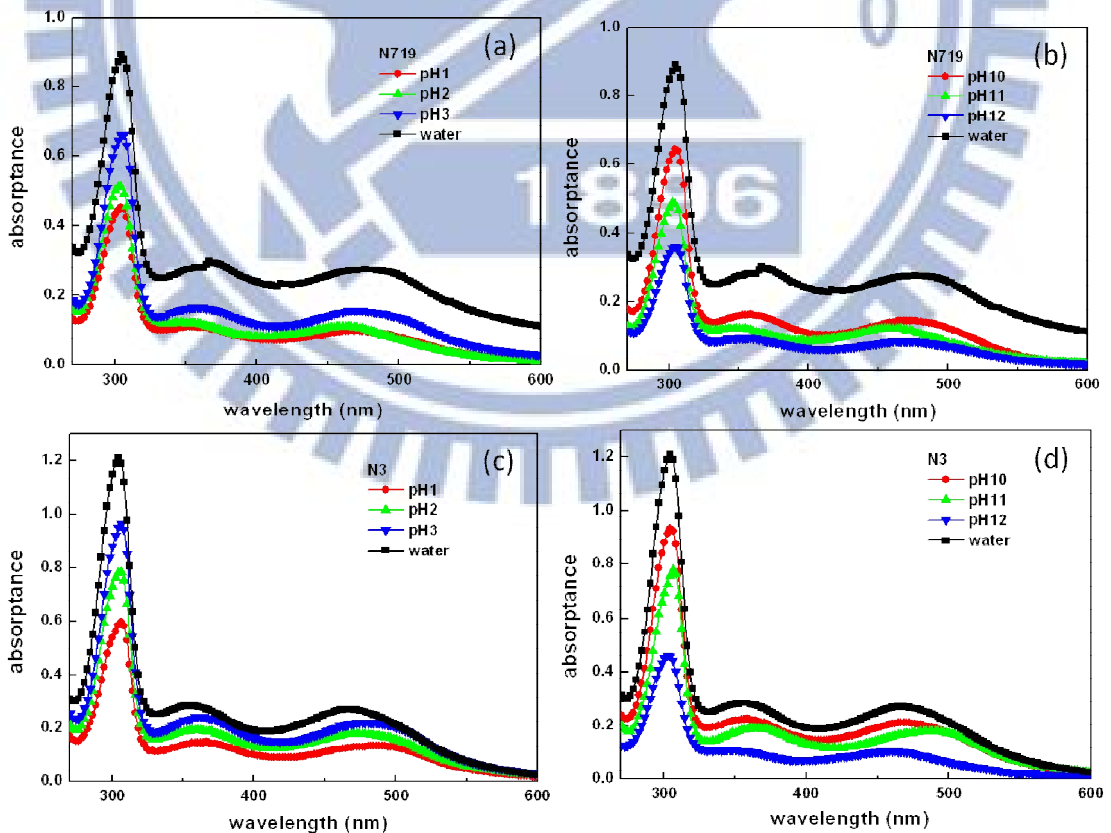 (a)
N719
pH1
pH2
pH3
water
1.0
0.8
0.6
0.4
0.2
0.0
absorptance
300
400
500
600
wavelength (nm)
(b)
N719
pH10
pH11
pH12
water
1.0
0.8
0.6
0.4
0.2
0.0
absorptance
300
400
500
600
wavelength (nm)
1896
(c)
N3
pH1
pH2
pH3
water
1.2
1.0
0.8
0.6
0.4
0.2
0.0
absorptance
300
400
500
600
wavelength (nm)
(d)
N3
pH10
pH11
pH12
water
1.2
1.0
0.8
0.6
0.4
0.2
0.0
absorptance
300
400
500
600
wavelength (nm)